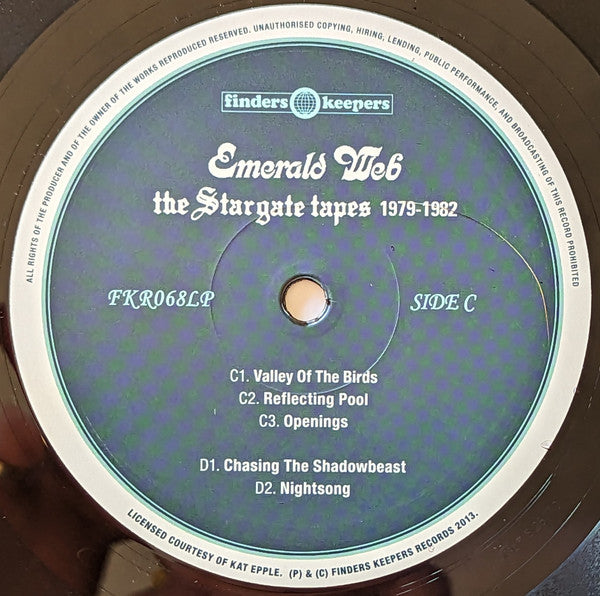 ALL RIGHTS OF THE PRODUCER AND OF THE OWNER OF THE WORKS REPRODUCED RESERVED. UNAUTHORISED COPYING, HIRING, LENDING, PUBLIC PERFORMANCE, AND BROADCASTING OF THIS RECORD PROHIBITED
finders keepers
Emerald Web
the Stargate tapes 1979-1982
FKR068LP SIDE C
C1. Valley Of The Birds
C2. Reflecting Pool
C3. Openings
D1. Chasing The Shadowbeast
D2. Nightsong
LICENSED COURTESY OF KAT EPPLE. (P) & (C) FINDERS KEEPERS RECORDS 2013.